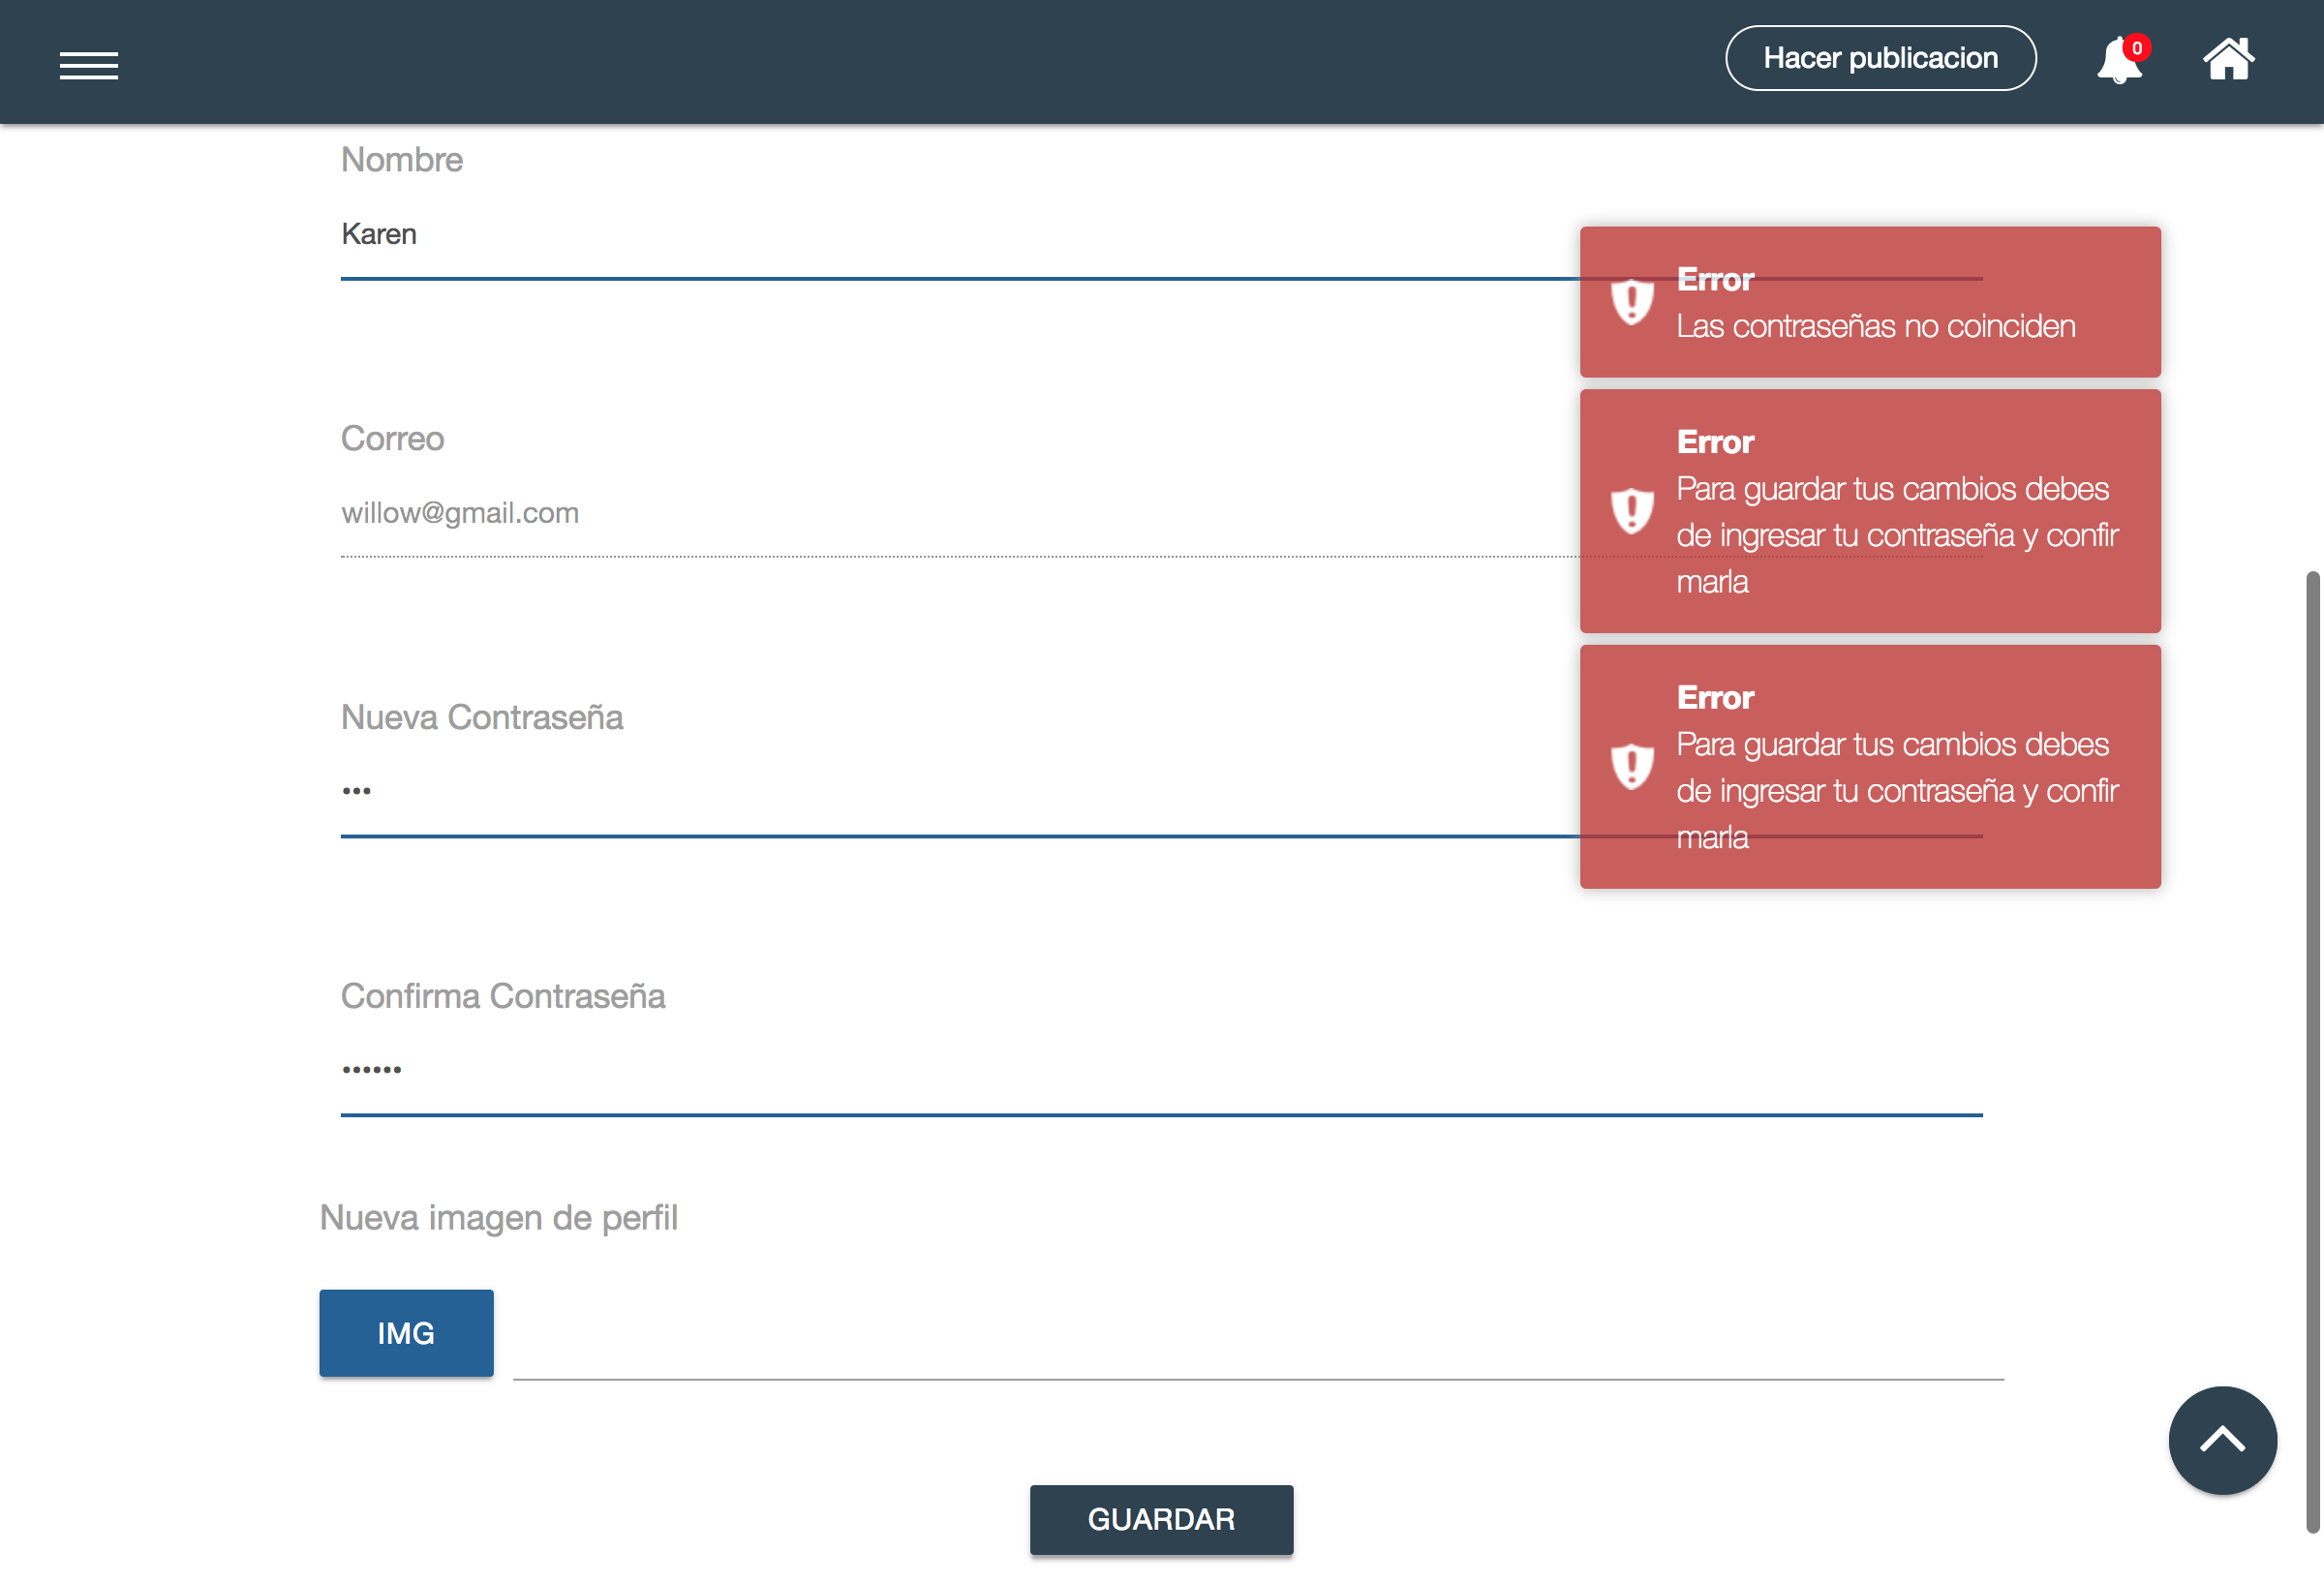 Hacer publicacion
0
Nombre
Karen
Error
Las contraseñas no coinciden
Correo
willow@gmail.com
Error
Para guardar tus cambios debes
de ingresar tu contraseña y confir
marla
Nueva Contraseña
•••
Error
Para guardar tus cambios debes
de ingresar tu contraseña y confir
marla
Confirma Contraseña
••••••
Nueva imagen de perfil
IMG
GUARDAR